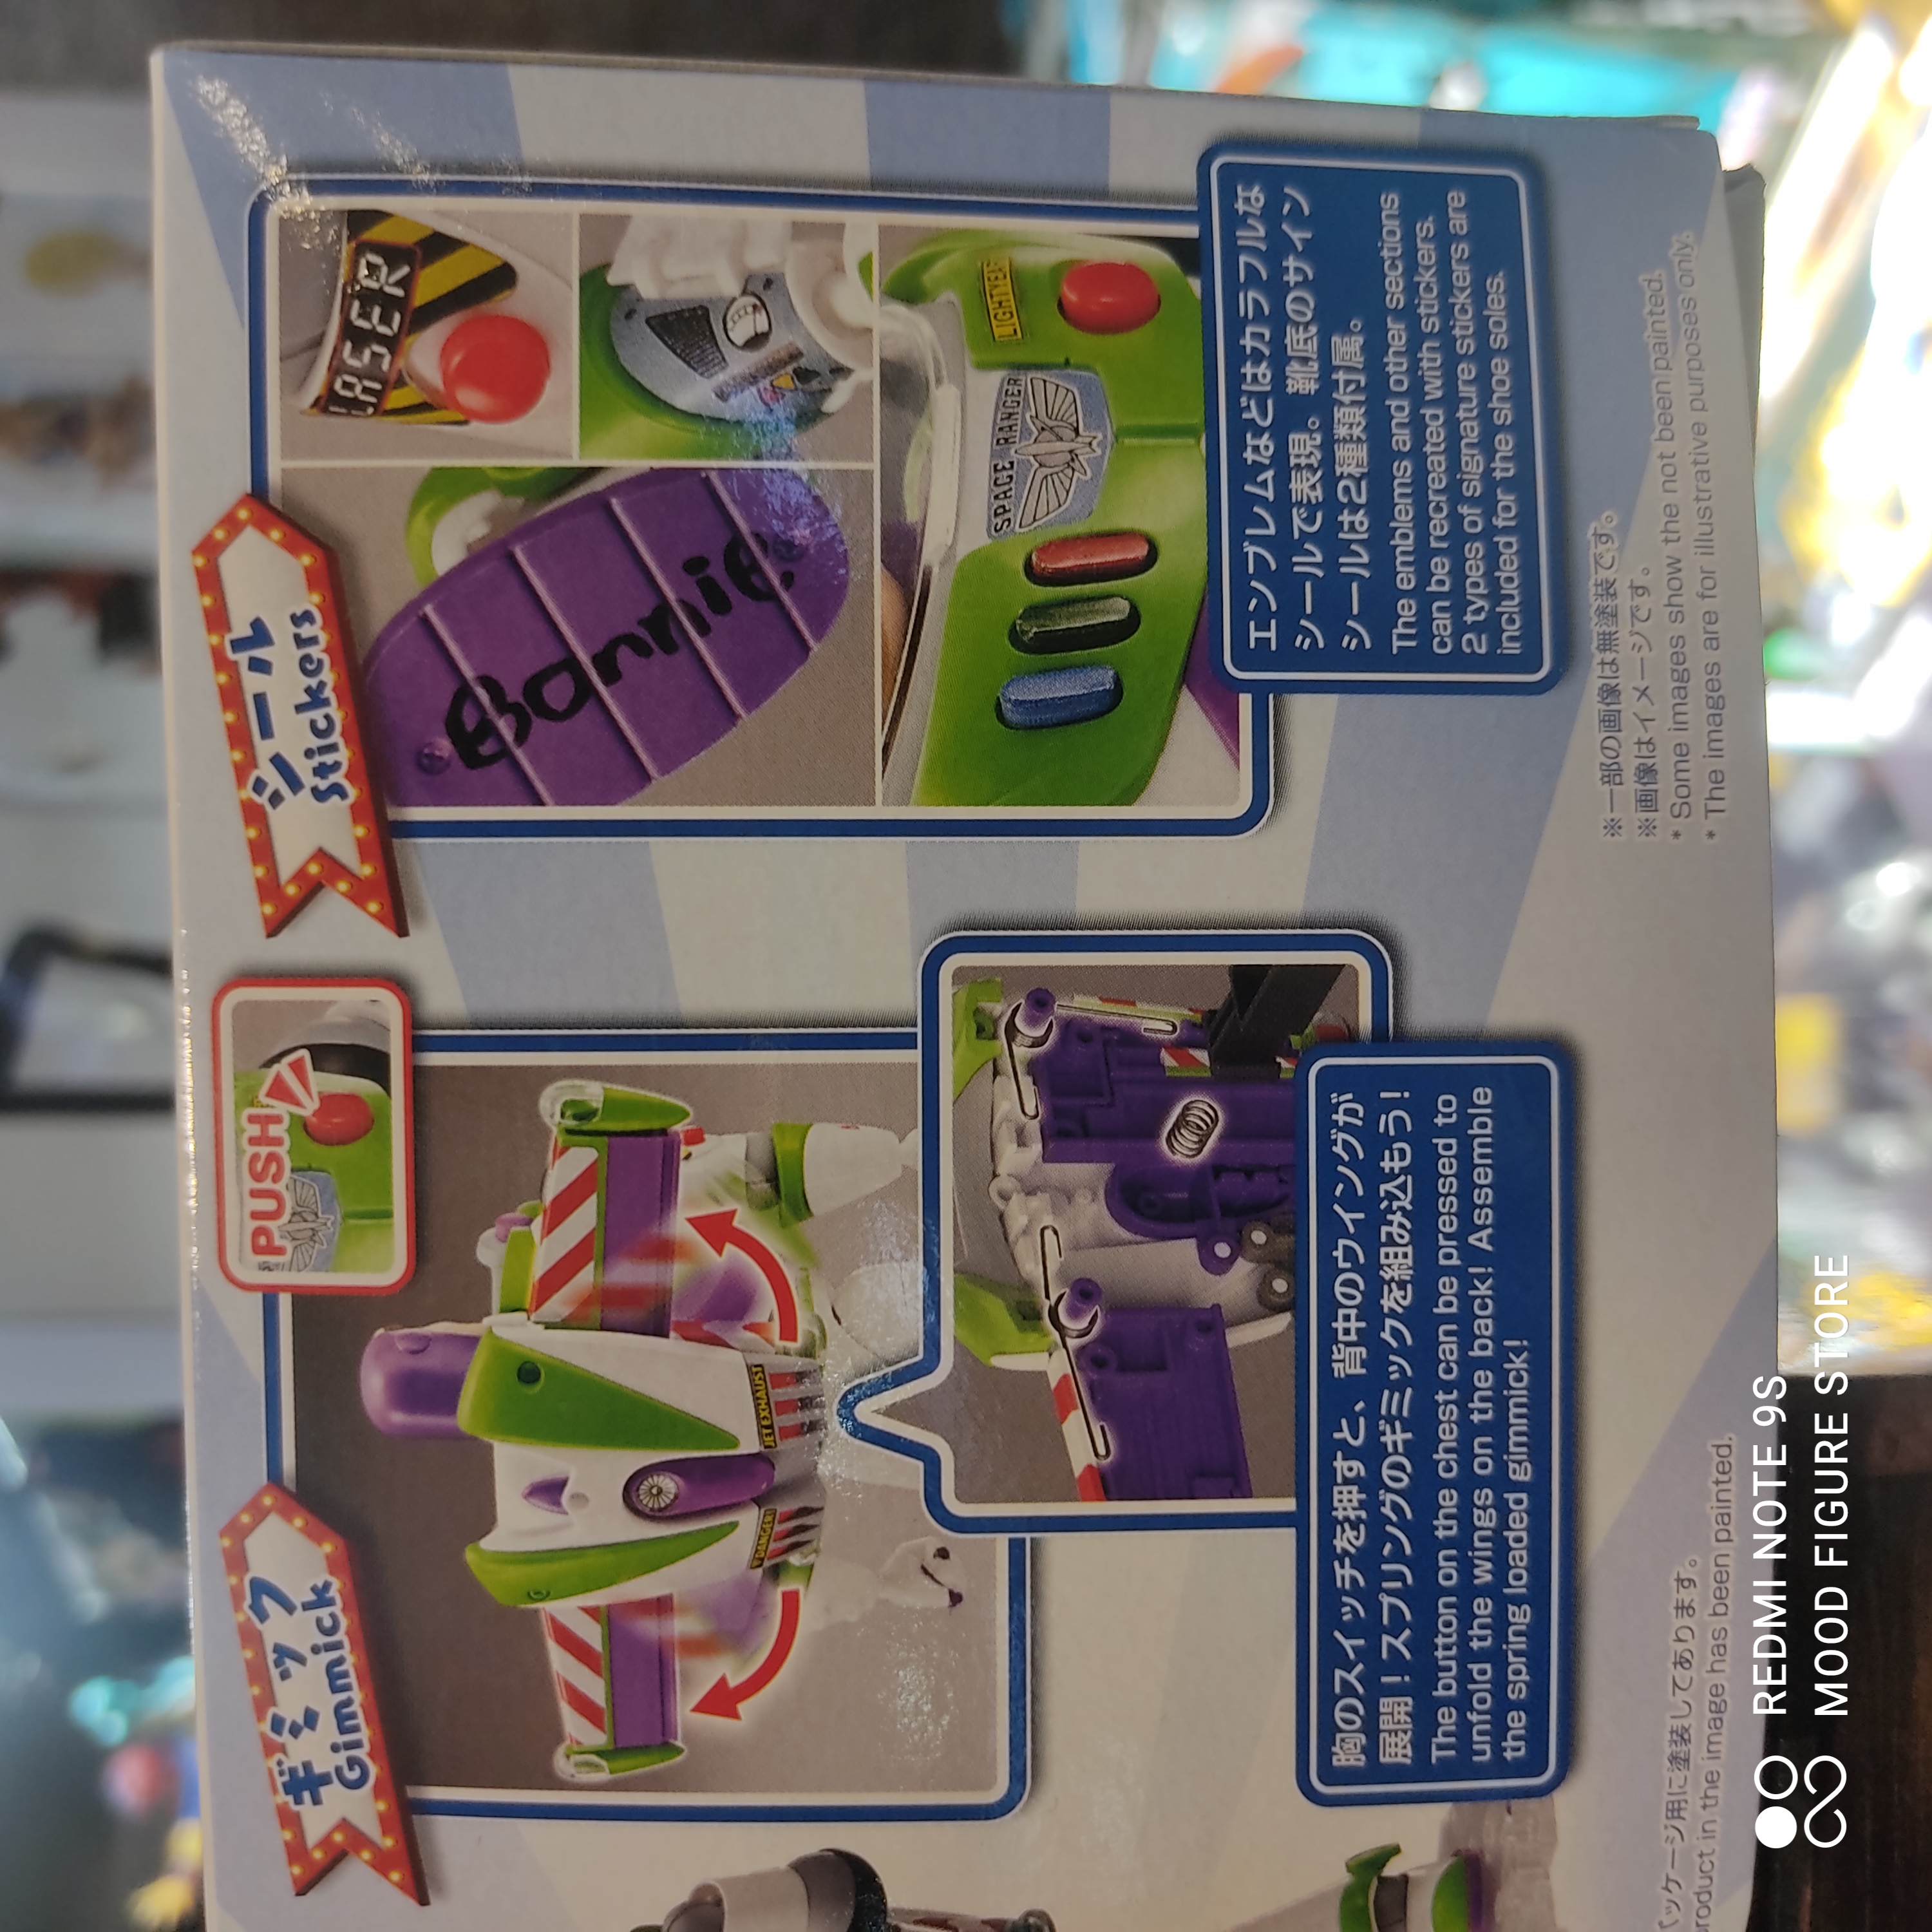 ギミック
Gimmick
PUSH
JET EXHAUST
DANGER!
胸のスイッチを押すと、背中のウイングが
展開！スプリングのギミックを組み込もう！
The button on the chest can be pressed to
unfold the wings on the back! Assemble
the spring loaded gimmick!
シール
Stickers
LASER
Bonnie
SPACE RANGER
LIGHTYEAR
エンブレムなどはカラフルな
シールで表現。靴底のサイン
シールは2種類付属。
The emblems and other sections
can be recreated with stickers.
2 types of signature stickers are
included for the shoe soles.
※一部の画像は無塗装です。
※画像はイメージです。
* Some images show the not been painted.
* The images are for illustrative purposes only.
パッケージ用に塗装してあります。
product in the image has been painted.
REDMI NOTE 9S
MOOD FIGURE STORE